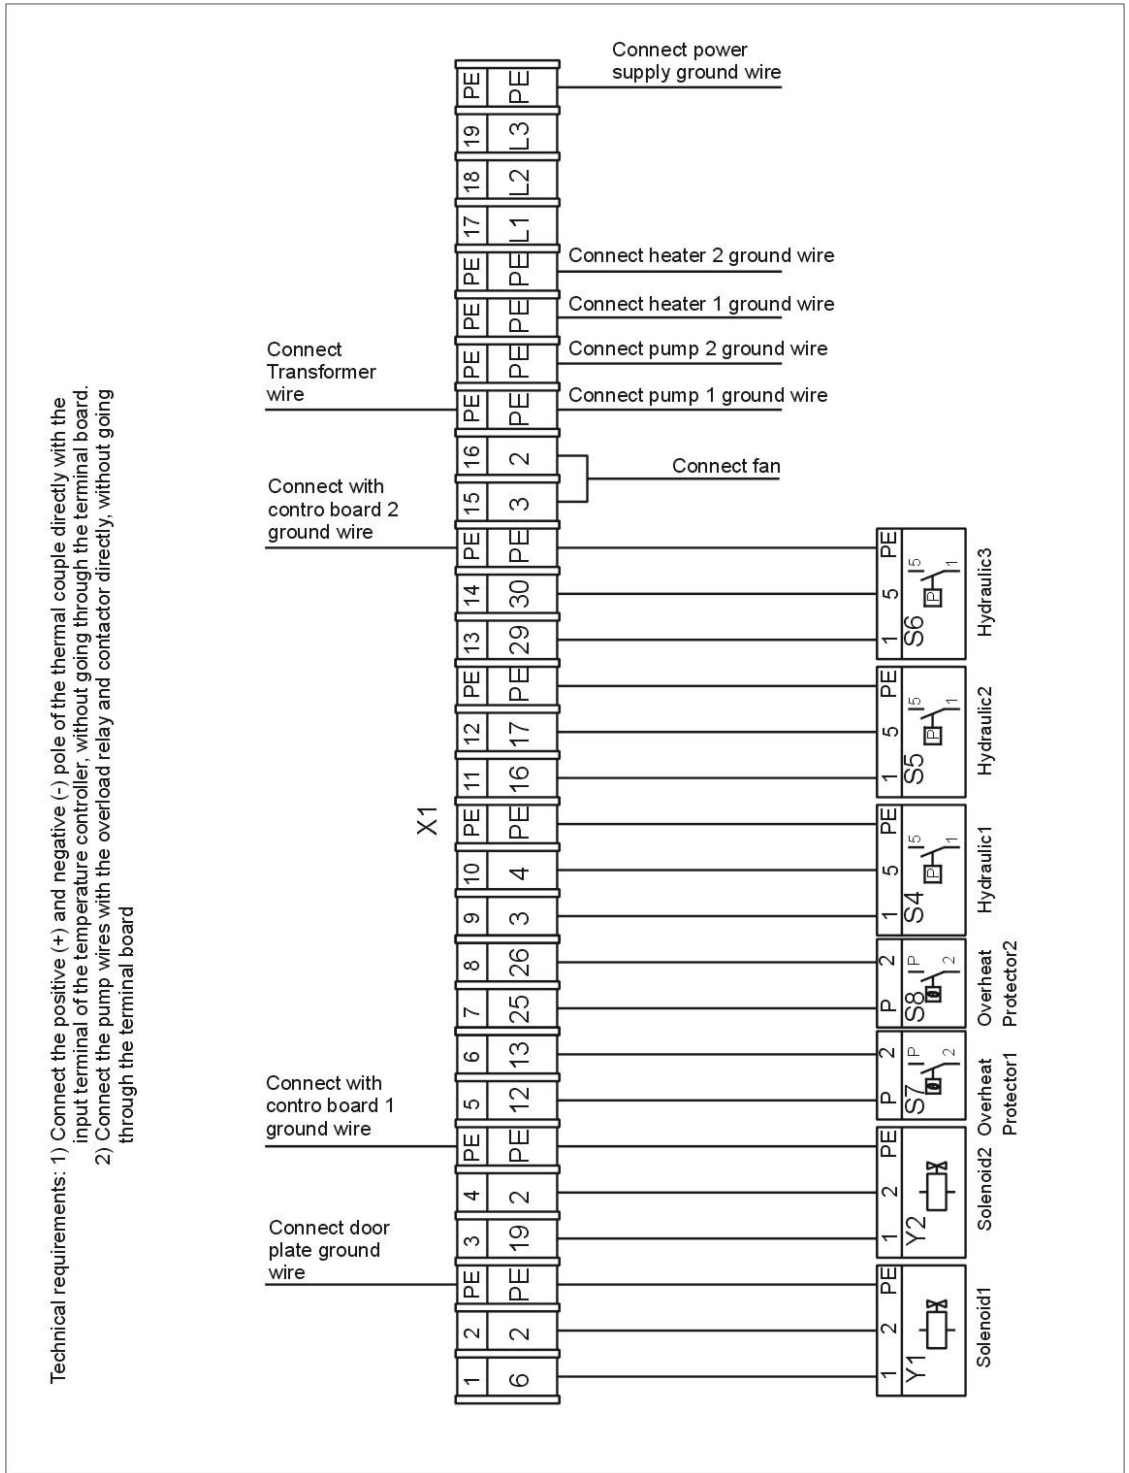 Technical requirements: 1) Connect the positive (+) and negative (-) pole of the thermal couple directly with the
input terminal of the temperature controller, without going through the terminal board.
2) Connect the pump wires with the overload relay and contactor directly, without going
through the terminal board
X1
Connect power
supply ground wire
PE PE
19 L3
18 L2
17 L1
PE PE
Connect heater 2 ground wire
PE PE
Connect heater 1 ground wire
PE PE
Connect pump 2 ground wire
Connect
Transformer
wire
PE PE
Connect pump 1 ground wire
16 2
15 3
Connect fan
Connect with
contro board 2
ground wire
PE PE
14 30
13 29
PE PE
12 17
11 16
PE PE
10 4
9 3
8 26
7 25
6 13
5 12
Connect with
contro board 1
ground wire
PE PE
4 2
3 19
Connect door
plate ground
wire
PE PE
2 2
1 6
1 5 PE
S6 P 5 1
Hydraulic3
1 5 PE
S5 P 5 1
Hydraulic2
1 5 PE
S4 P 5 1
Hydraulic1
P 2
S8 P 2
Overheat
Protector2
P 2
S7 P 2
Overheat
Protector1
1 2 PE
Y2
Solenoid2
1 2 PE
Y1
Solenoid1